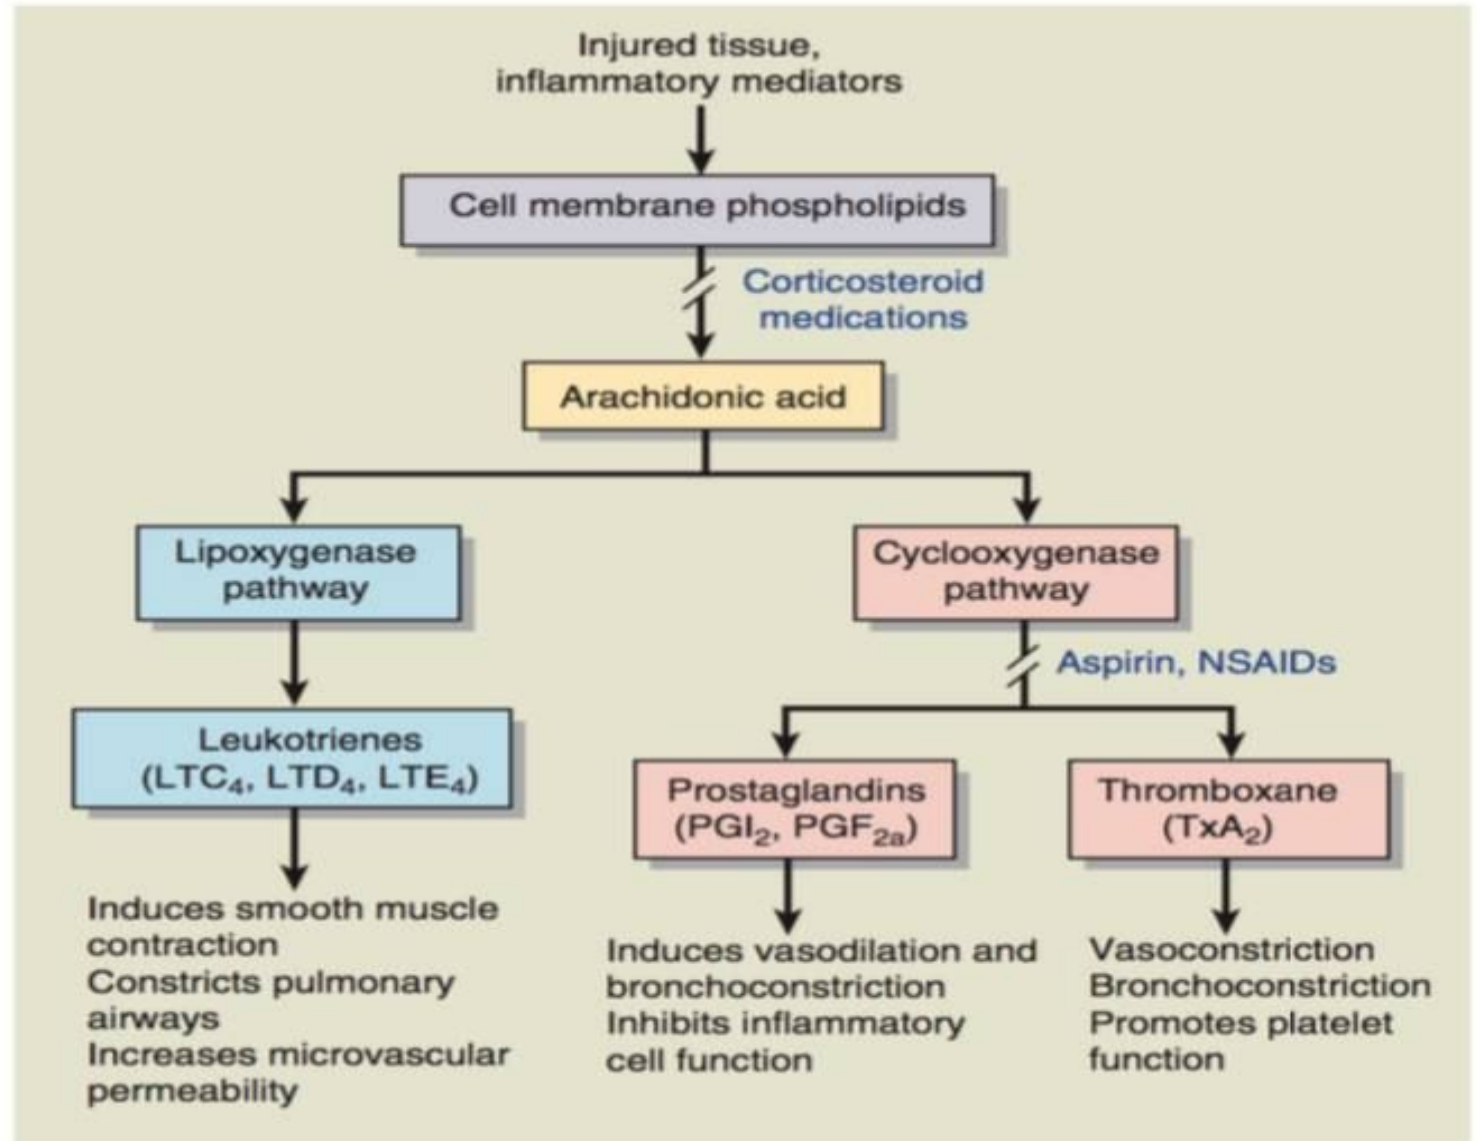 Injured tissue,
inflammatory mediators
Cell membrane phospholipids
Corticosteroid
medications
Arachidonic acid
Lipoxygenase
pathway
Cyclooxygenase
pathway
Aspirin, NSAIDs
Leukotrienes
(LTC₄, LTD₄, LTE₄)
Prostaglandins
(PGI₂, PGF₂ₐ)
Thromboxane
(TxA₂)
Induces smooth muscle
contraction
Constricts pulmonary
airways
Increases microvascular
permeability
Induces vasodilation and
bronchoconstriction
Inhibits inflammatory
cell function
Vasoconstriction
Bronchoconstriction
Promotes platelet
function